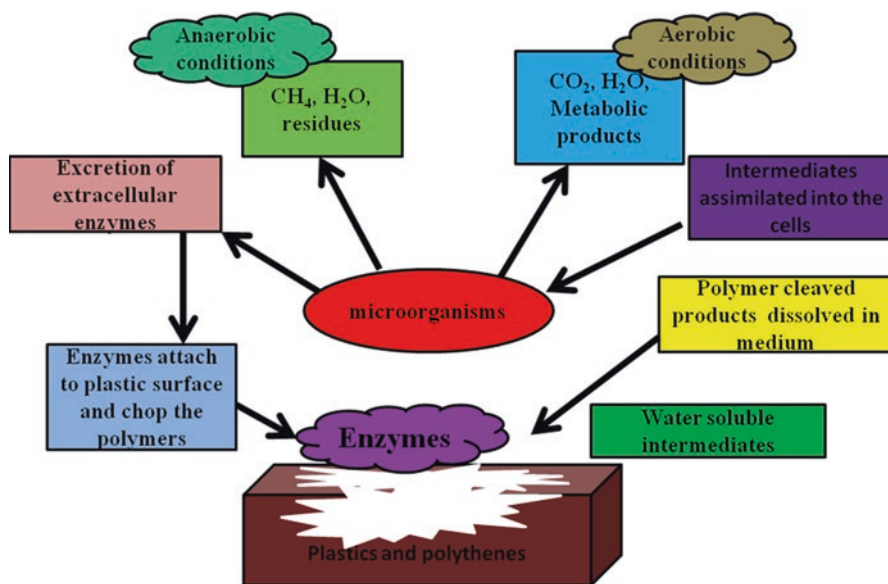 Anaerobic
conditions
CH₄, H₂O,
residues
Aerobic
conditions
CO₂, H₂O,
Metabolic
products
Excretion of
extracellular
enzymes
Intermediates
assimilated into the
cells
microorganisms
Polymer cleaved
products dissolved in
medium
Enzymes attach
to plastic surface
and chop the
polymers
Enzymes
Water soluble
intermediates
Plastics and polythenes